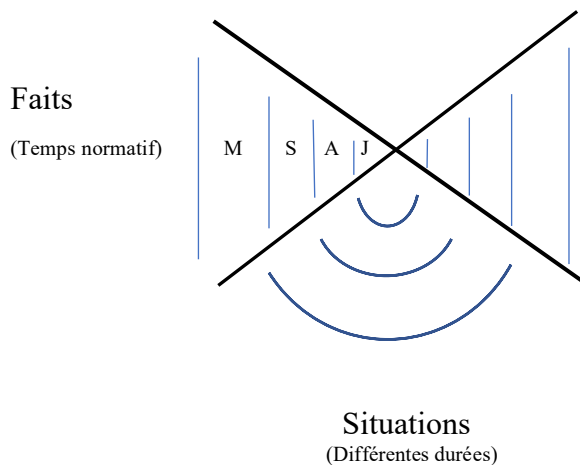 Faits
(Temps normatif)
M S A J
Situations
(Différentes durées)